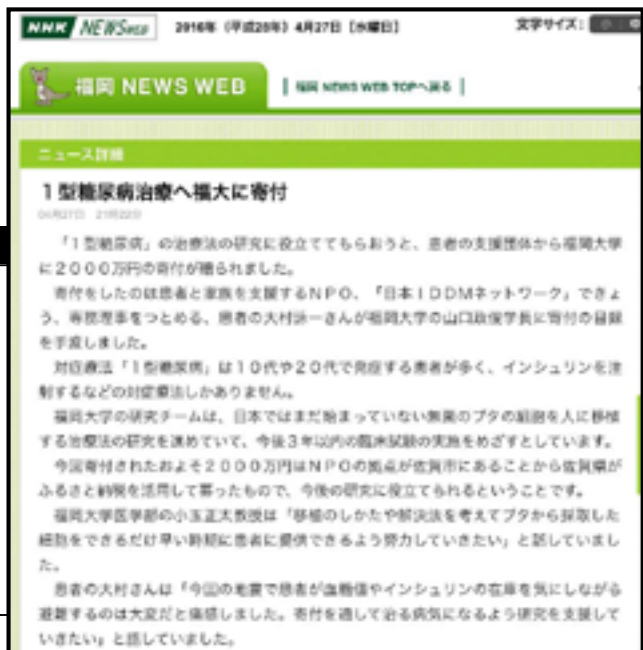 NHK NEWS WEB 2016年(平成28年)4月27日[水曜日] 文字サイズ:
福岡 NEWS WEB | 福岡 NEWS WEB TOPへ戻る |
ニュース詳細
1型糖尿病治療へ福大に寄付
04月27日 21時22分
「1型糖尿病」の治療法の研究に役立ててもらおうと、患者の支援団体から福岡大学
に2000万円の寄付が贈られました。
寄付をしたのは患者と家族を支援するNPO、「日本IDDMネットワーク」できょ
う、専務理事をつとめる、患者の大村詠一さんが福岡大学の山口政俊学長に寄付の目録
を手渡しました。
対症療法「1型糖尿病」は10代や20代で発症する患者が多く、インシュリンを注
射するなどの対症療法しかありません。
福岡大学の研究チームは、日本ではまだ始まっていない無菌のブタの細胞を人に移植
する治療法の研究を進めていて、今後3年以内の臨床試験の実施をめざすとしています。
今回寄付されたおよそ2000万円はNPOの拠点が佐賀市にあることから佐賀県が
ふるさと納税を活用して募ったもので、今後の研究に役立てられるということです。
福岡大学医学部の小玉正太教授は「移植のしかたや解決法を考えてブタから採取した
細胞をできるだけ早い時期に患者に提供できるよう努力していきたい」と話していまし
た。
患者の大村さんは「今回の地震で患者が血糖値やインシュリンの在庫を気にしながら
避難するのは大変だと痛感しました。寄付を通して治る病気になるよう研究を支援して
いきたい」と話していました。